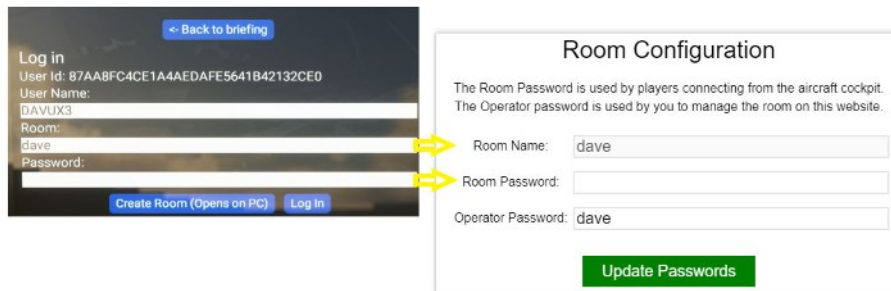 <- Back to briefing
Log in
User Id: 87AA8FC4CE1A4AEDAFE5641B42132CE0
User Name:
DAVUX3
Room:
dave
Password:
Create Room (Opens on PC) Log In
Room Configuration
The Room Password is used by players connecting from the aircraft cockpit.
The Operator password is used by you to manage the room on this website.
Room Name: dave
Room Password:
Operator Password: dave
Update Passwords